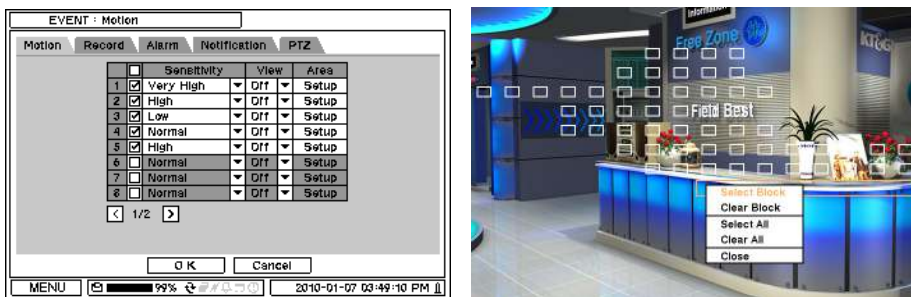 EVENT : Motion
Motion Record Alarm Notification PTZ
Sensitivity View Area
1 Very High Off Setup
2 High Off Setup
3 Low Off Setup
4 Normal Off Setup
5 High Off Setup
6 Normal Off Setup
7 Normal Off Setup
8 Normal Off Setup
< 1/2 >
OK Cancel
MENU 99% 2010-01-07 03:49:10 PM
Information
Free Zone
KT&G
Field Best
Select Block
Clear Block
Select All
Clear All
Close